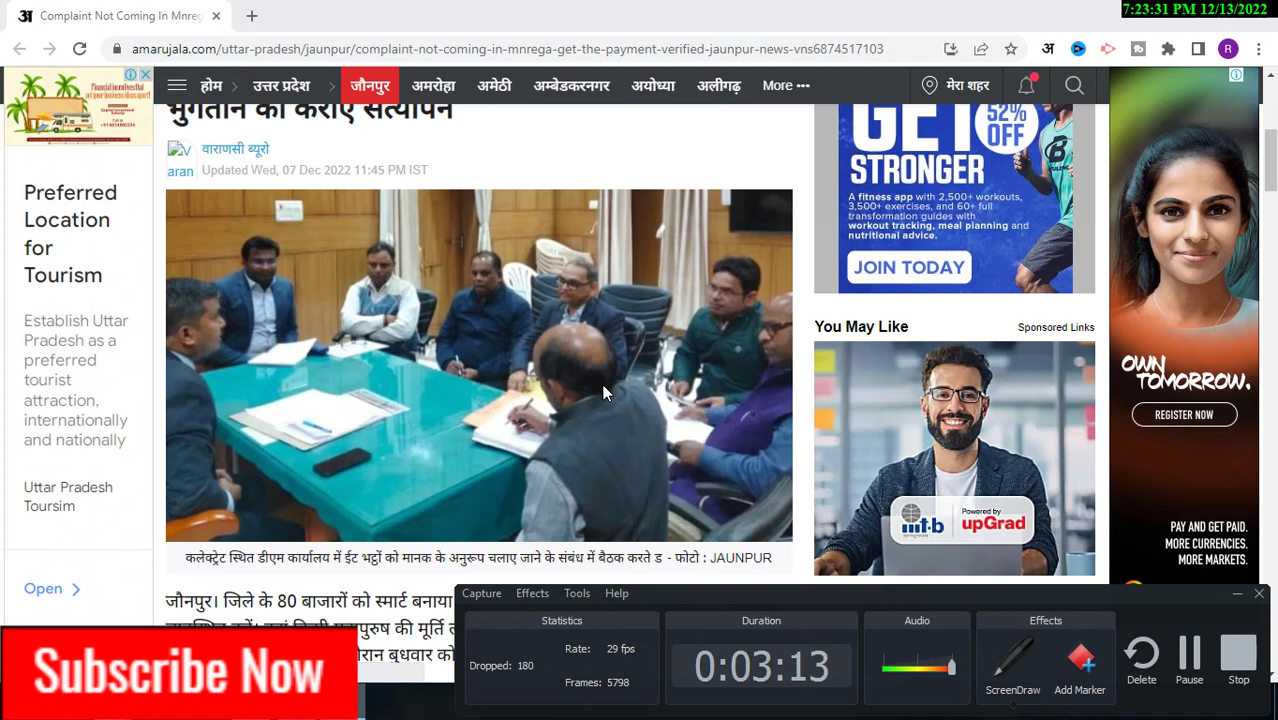 7:23:31 PM 12/13/2022
Complaint Not Coming In Mnreg
amarujala.com/uttar-pradesh/jaunpur/complaint-not-coming-in-mnrega-get-the-payment-verified-jaunpur-news-vns6874517103
R
होम
उत्तर प्रदेश
जौनपुर
अमरोहा
अमेठी
अम्बेडकरनगर
अयोध्या
अलीगढ़
More •••
मेरा शहर
Preferred
Location
for
Tourism
Establish Uttar
Pradesh as a
preferred
tourist
attraction,
internationally
and nationally
Uttar Pradesh
Toursim
Open
भुगतान का कराएं सत्यापन
V
aran
वाराणसी ब्यूरो
Updated Wed, 07 Dec 2022 11:45 PM IST
कलेक्ट्रेट स्थित डीएम कार्यालय में ईंट भट्ठों को मानक के अनुरूप चलाए जाने के संबंध में बैठक करते ड - फोटो : JAUNPUR
जौनपुर। जिले के 80 बाजारों को स्मार्ट बनाया
पुरुष की मूर्ति
बुधवार को
GET
52%
OFF
STRONGER
A fitness app with 2,500+ workouts,
3,500+ exercises, and 60+ full
transformation guides with
workout tracking, meal planning and
nutritional advice.
JOIN TODAY
You May Like
Sponsored Links
Powered by
upGrad
OWN
TOMORROW.
REGISTER NOW
PAY AND GET PAID.
MORE CURRENCIES.
MORE MARKETS.
Capture
Effects
Tools
Help
Statistics
Dropped: 180
Rate: 29 fps
Frames: 5798
Duration
0:03:13
Audio
Effects
ScreenDraw
Add Marker
Delete
Pause
Stop
Subscribe Now